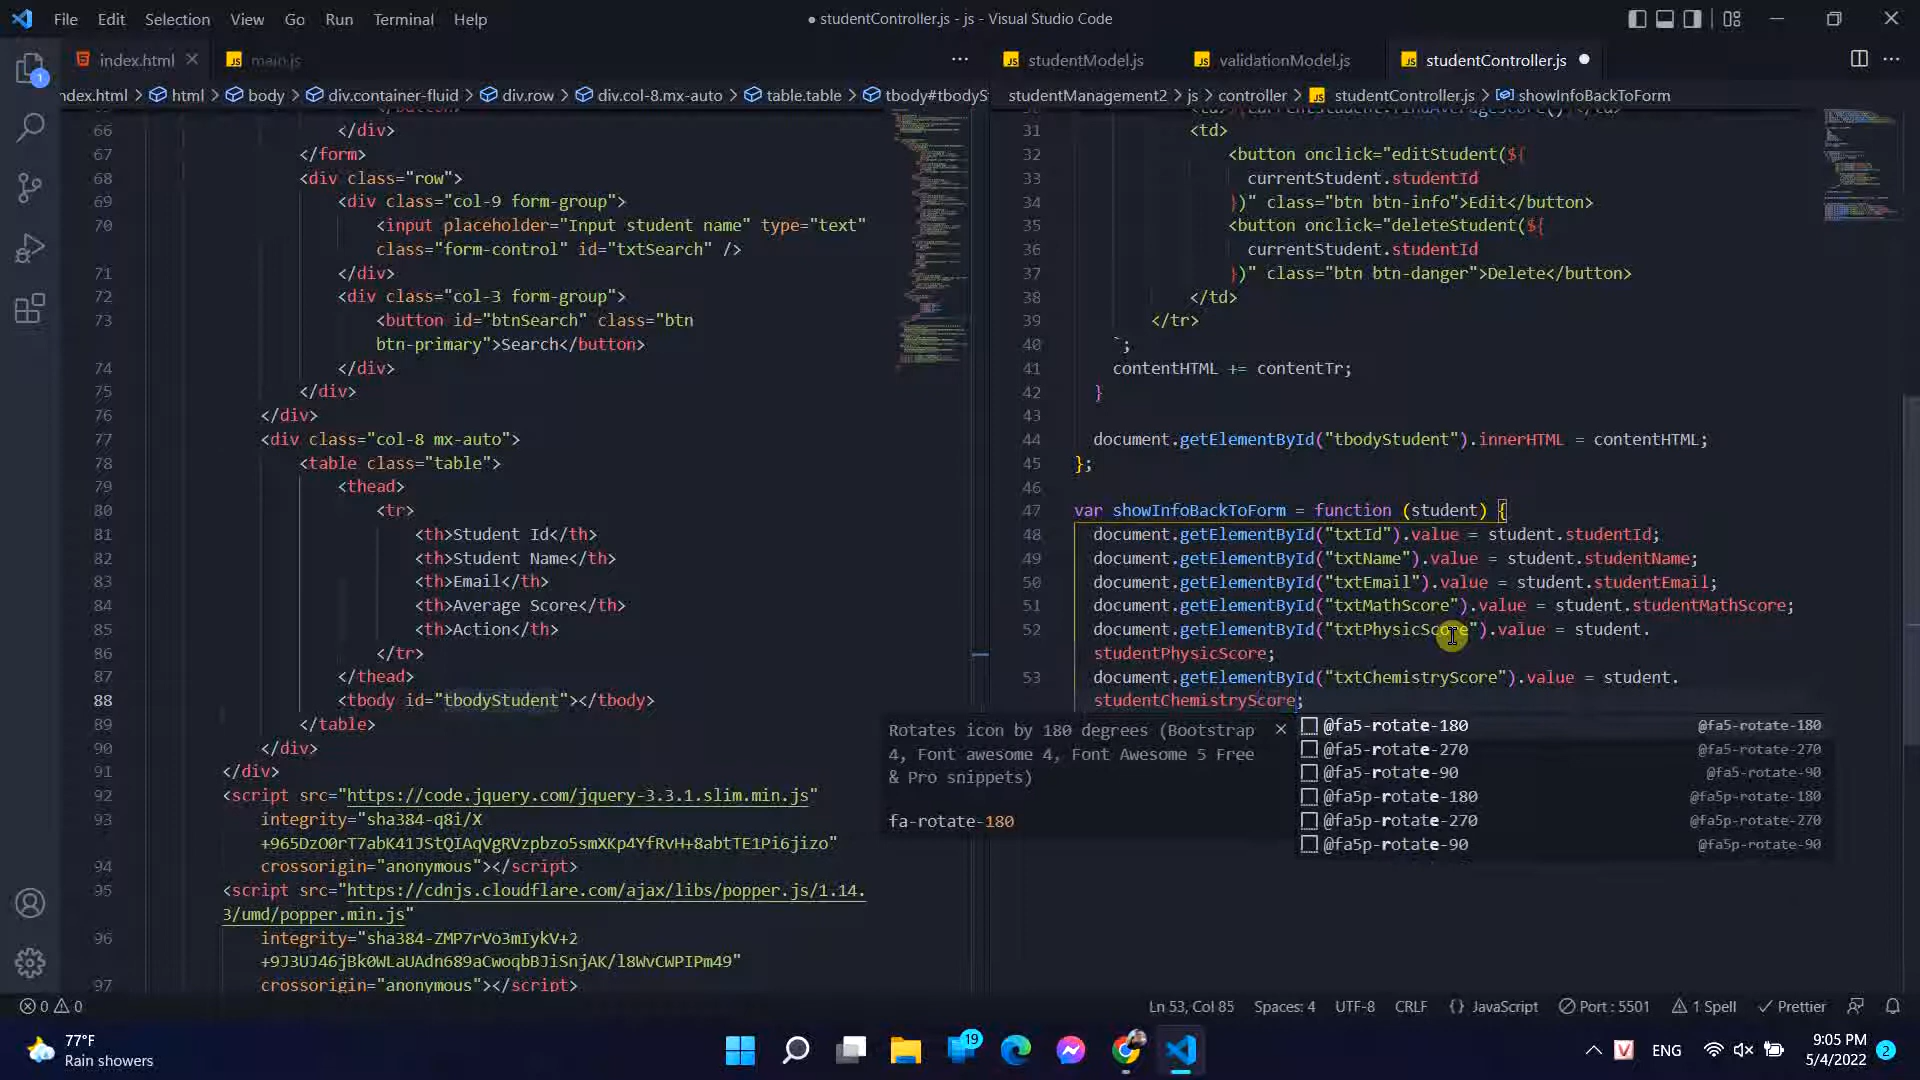 File Edit Selection View Go Run Terminal Help
● studentController.js - js - Visual Studio Code
index.html
main.js
studentModel.js
validationModel.js
studentController.js
ndex.html > html > body > div.container-fluid > div.row > div.col-8.mx-auto > table.table > tbody#tbodyS
studentManagement2 > js > controller > studentController.js > showInfoBackToForm
66 </div>
67 </form>
68 <div class="row">
69 <div class="col-9 form-group">
70 <input placeholder="Input student name" type="text"
class="form-control" id="txtSearch" />
71 </div>
72 <div class="col-3 form-group">
73 <button id="btnSearch" class="btn
btn-primary">Search</button>
74 </div>
75 </div>
76 </div>
77 <div class="col-8 mx-auto">
78 <table class="table">
79 <thead>
80 <tr>
81 <th>Student Id</th>
82 <th>Student Name</th>
83 <th>Email</th>
84 <th>Average Score</th>
85 <th>Action</th>
86 </tr>
87 </thead>
88 <tbody id="tbodyStudent"></tbody>
89 </table>
90 </div>
91 </div>
92 <script src="https://code.jquery.com/jquery-3.3.1.slim.min.js"
93 integrity="sha384-q8i/X
+965DzO0rT7abK41JStQIAqVgRVzpbzo5smXKp4YfRvH+8abtTE1Pi6jizo"
94 crossorigin="anonymous"></script>
95 <script src="https://cdnjs.cloudflare.com/ajax/libs/popper.js/1.14.
3/umd/popper.min.js"
96 integrity="sha384-ZMP7rVo3mIykV+2
+9J3UJ46jBk0WLaUAdn689aCwoqbBJiSnjAK/l8WvCWPIPm49"
97 crossorigin="anonymous"></script>
31 <td>
32 <button onclick="editStudent(${
33 currentStudent.studentId
34 })" class="btn btn-info">Edit</button>
35 <button onclick="deleteStudent(${
36 currentStudent.studentId
37 })" class="btn btn-danger">Delete</button>
38 </td>
39 </tr>
40 `;
41 contentHTML += contentTr;
42 }
43
44 document.getElementById("tbodyStudent").innerHTML = contentHTML;
45 };
46
47 var showInfoBackToForm = function (student) {
48 document.getElementById("txtId").value = student.studentId;
49 document.getElementById("txtName").value = student.studentName;
50 document.getElementById("txtEmail").value = student.studentEmail;
51 document.getElementById("txtMathScore").value = student.studentMathScore;
52 document.getElementById("txtPhysicScore").value = student.
studentPhysicScore;
53 document.getElementById("txtChemistryScore").value = student.
studentChemistryScore;
Rotates icon by 180 degrees (Bootstrap
4, Font awesome 4, Font Awesome 5 Free
& Pro snippets)
fa-rotate-180
@fa5-rotate-180 @fa5-rotate-180
@fa5-rotate-270 @fa5-rotate-270
@fa5-rotate-90 @fa5-rotate-90
@fa5p-rotate-180 @fa5p-rotate-180
@fa5p-rotate-270 @fa5p-rotate-270
@fa5p-rotate-90 @fa5p-rotate-90
0 0
Ln 53, Col 85 Spaces: 4 UTF-8 CRLF {} JavaScript Port : 5501 1 Spell Prettier
77°F
Rain showers
19
ENG
9:05 PM
5/4/2022
2